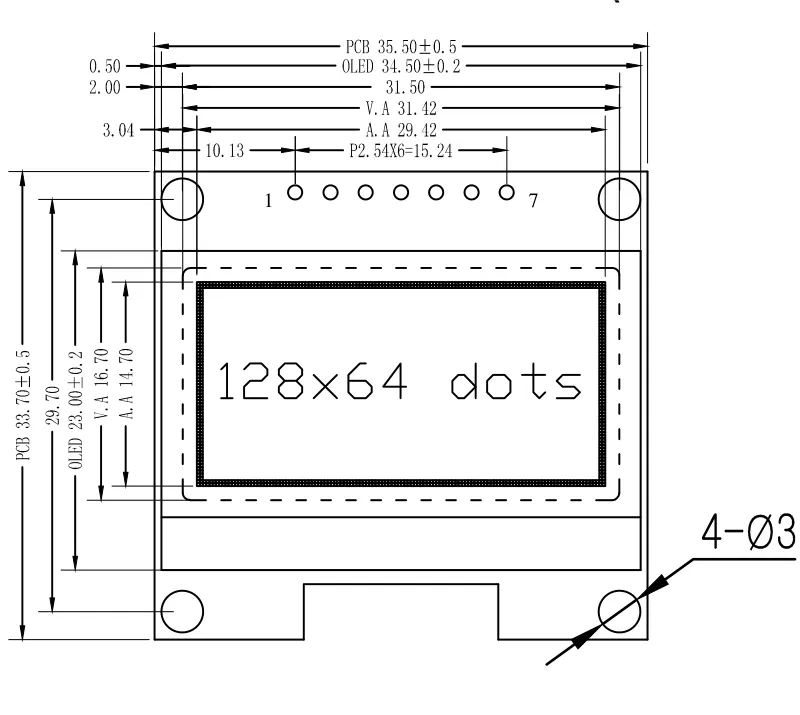 PCB 35.50±0.5
0.50 OLED 34.50±0.2
2.00 31.50
V.A 31.42
3.04 A.A 29.42
10.13 P2.54X6=15.24
1 7
PCB 33.70±0.5
29.70
OLED 23.00±0.2
V.A 16.70
A.A 14.70
128x64 dots
4-Ø3